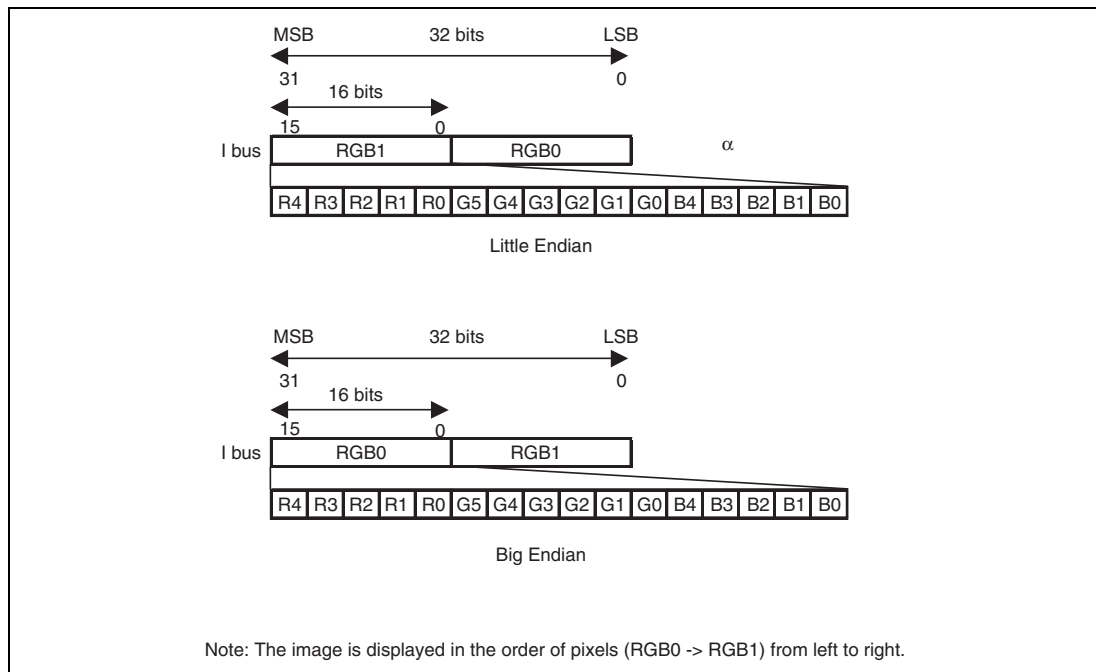 MSB 32 bits LSB
31 0
16 bits
15 0
I bus RGB1 RGB0 α
R4 R3 R2 R1 R0 G5 G4 G3 G2 G1 G0 B4 B3 B2 B1 B0
Little Endian
MSB 32 bits LSB
31 0
16 bits
15 0
I bus RGB0 RGB1
R4 R3 R2 R1 R0 G5 G4 G3 G2 G1 G0 B4 B3 B2 B1 B0
Big Endian
Note: The image is displayed in the order of pixels (RGB0 -> RGB1) from left to right.